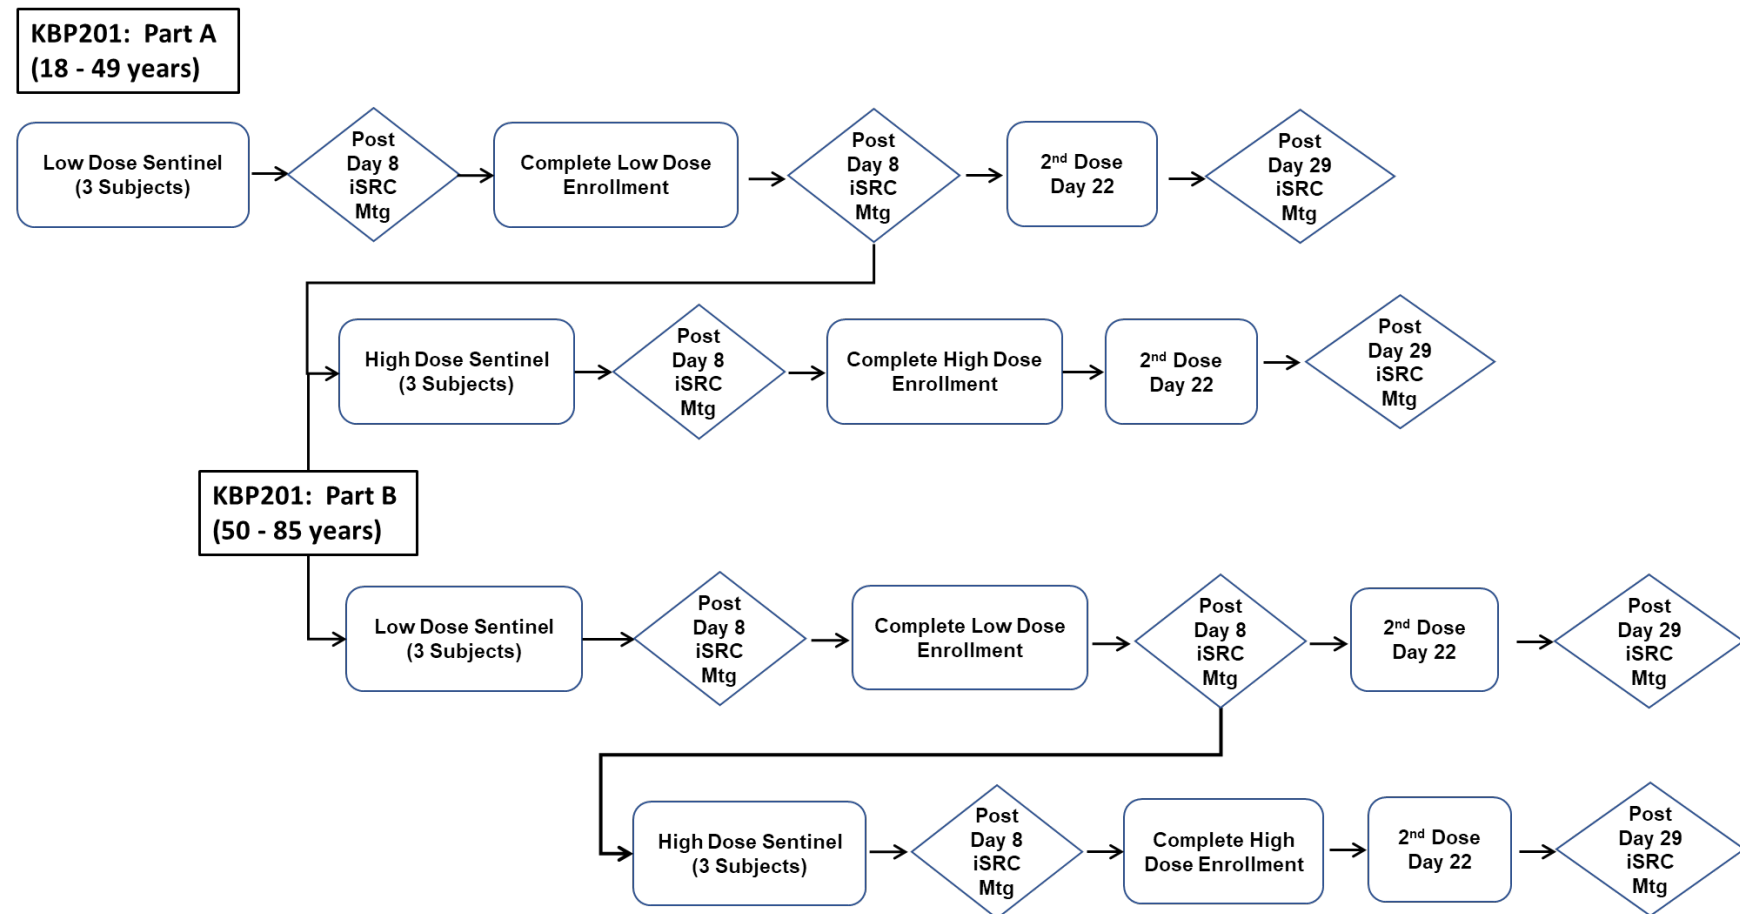 KBP201: Part A
(18 - 49 years)
Low Dose Sentinel
(3 Subjects)
Post
Day 8
iSRC
Mtg
Complete Low Dose
Enrollment
Post
Day 8
iSRC
Mtg
2nd Dose
Day 22
Post
Day 29
iSRC
Mtg
High Dose Sentinel
(3 Subjects)
Post
Day 8
iSRC
Mtg
Complete High Dose
Enrollment
2nd Dose
Day 22
Post
Day 29
iSRC
Mtg
KBP201: Part B
(50 - 85 years)
Low Dose Sentinel
(3 Subjects)
Post
Day 8
iSRC
Mtg
Complete Low Dose
Enrollment
Post
Day 8
iSRC
Mtg
2nd Dose
Day 22
Post
Day 29
iSRC
Mtg
High Dose Sentinel
(3 Subjects)
Post
Day 8
iSRC
Mtg
Complete High
Dose Enrollment
2nd Dose
Day 22
Post
Day 29
iSRC
Mtg